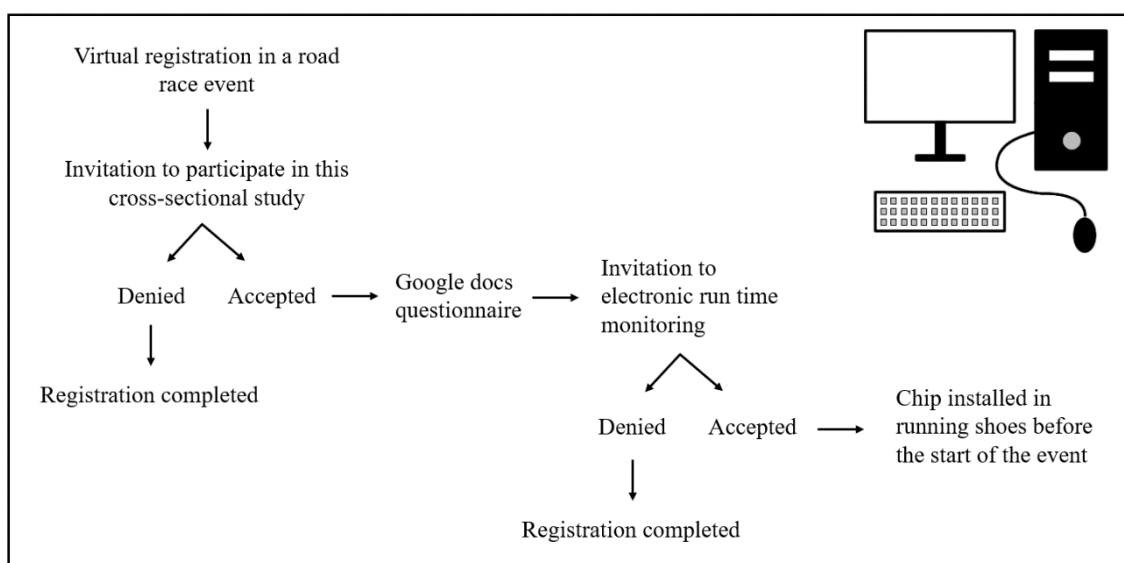 Virtual registration in a road
race event
Invitation to participate in this
cross-sectional study
Denied
Accepted
Google docs
questionnaire
Invitation to
electronic run time
monitoring
Registration completed
Denied
Accepted
Chip installed in
running shoes before
the start of the event
Registration completed